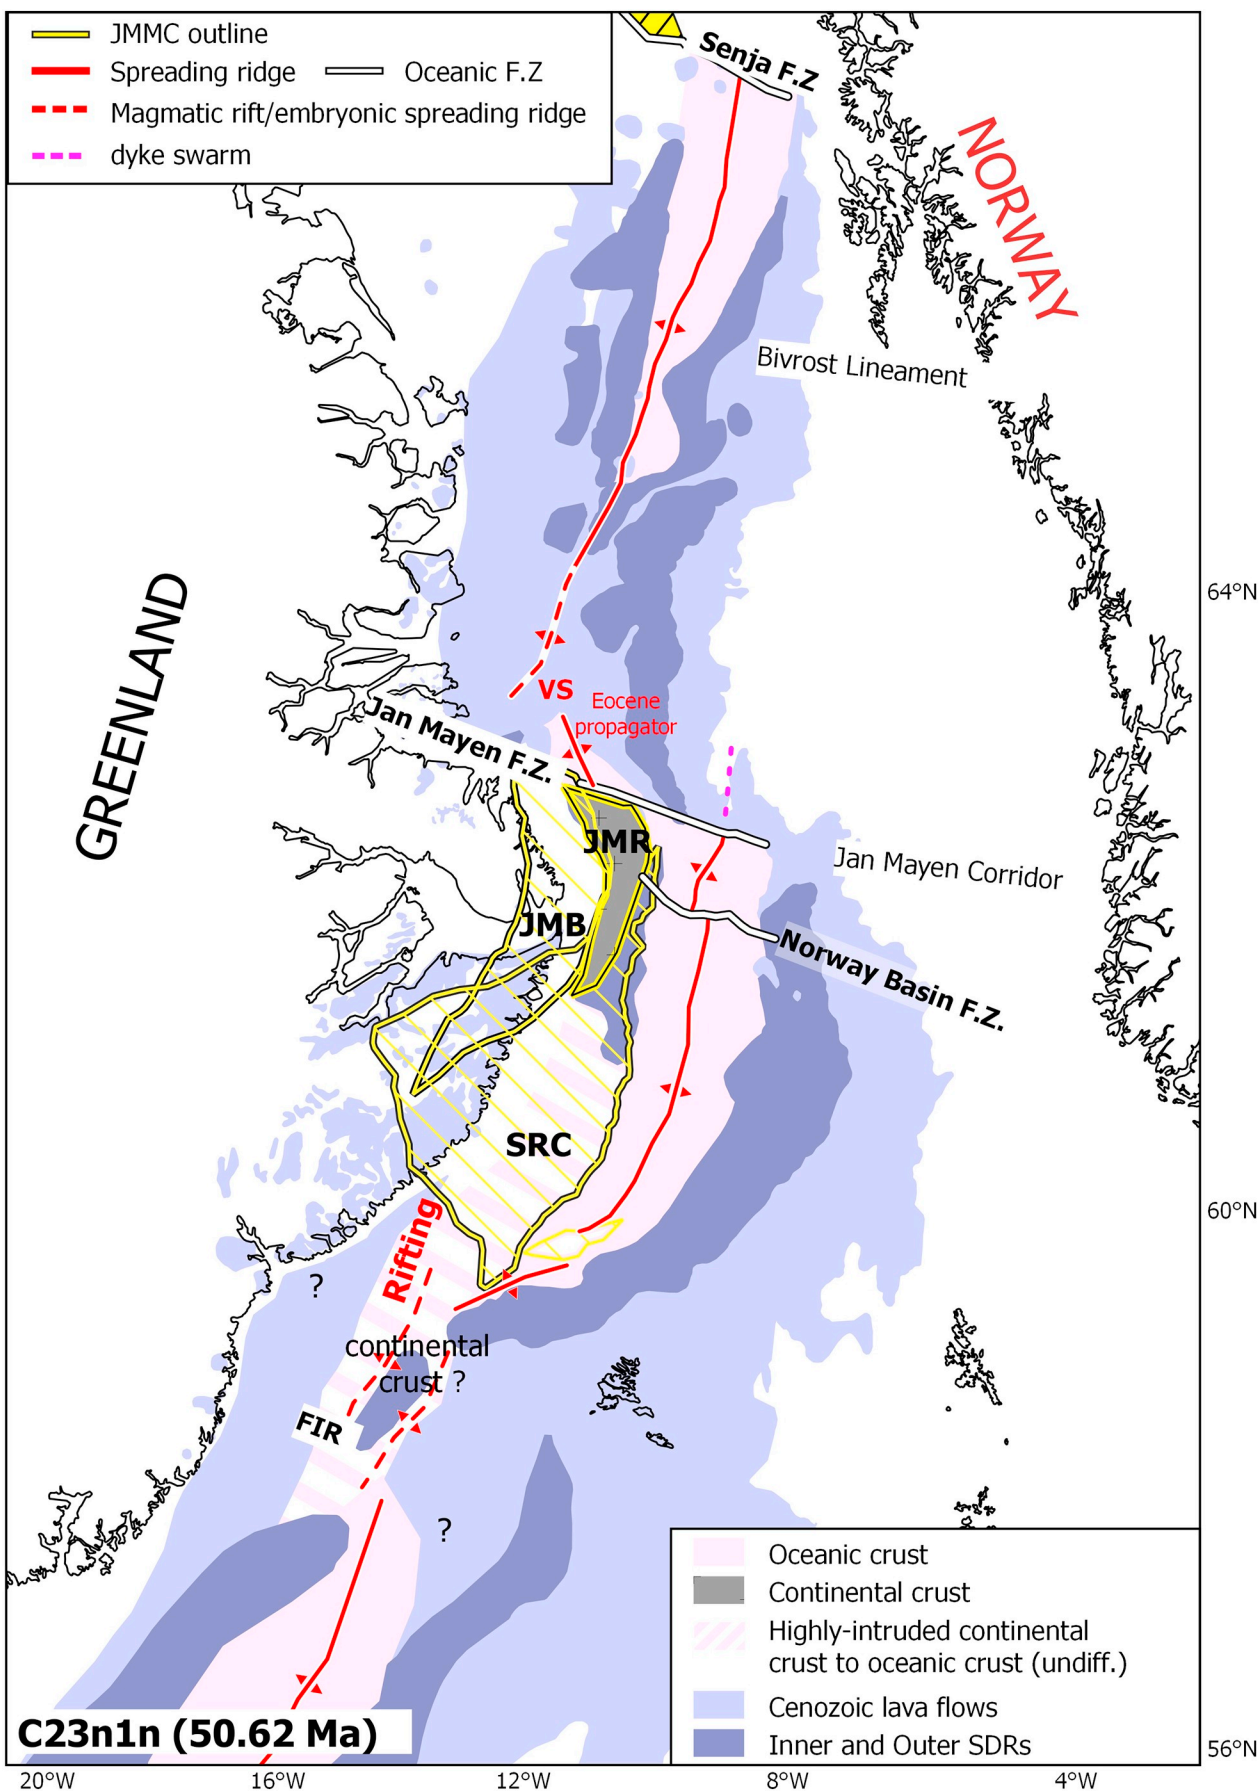 JMMC outline
Spreading ridge
Oceanic F.Z
Magmatic rift/embryonic spreading ridge
dyke swarm
Senja F.Z
NORWAY
Bivrost Lineament
64°N
GREENLAND
VS
Eocene
propagator
Jan Mayen F.Z.
JMR
Jan Mayen Corridor
JMB
Norway Basin F.Z.
SRC
60°N
Rifting
?
continental
crust ?
FIR
?
Oceanic crust
Continental crust
Highly-intruded continental
crust to oceanic crust (undiff.)
Cenozoic lava flows
Inner and Outer SDRs
C23n1n (50.62 Ma)
56°N
20°W
16°W
12°W
8°W
4°W